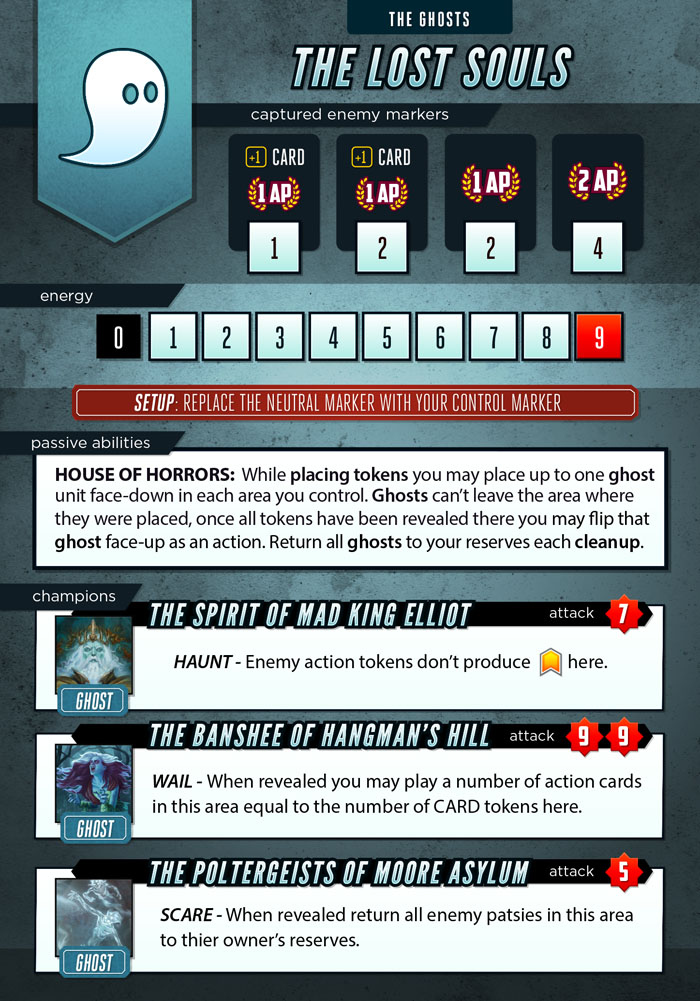 THE GHOSTS
THE LOST SOULS
captured enemy markers
+1 CARD +1 CARD
1 AP 1 AP 1 AP 2 AP
1 2 2 4
energy
0 1 2 3 4 5 6 7 8 9
SETUP: REPLACE THE NEUTRAL MARKER WITH YOUR CONTROL MARKER
passive abilities
HOUSE OF HORRORS: While placing tokens you may place up to one ghost
unit face-down in each area you control. Ghosts can't leave the area where
they were placed, once all tokens have been revealed there you may flip that
ghost face-up as an action. Return all ghosts to your reserves each cleanup.
champions
THE SPIRIT OF MAD KING ELLIOT attack 7
HAUNT - Enemy action tokens don't produce here.
GHOST
THE BANSHEE OF HANGMAN'S HILL attack 9 9
WAIL - When revealed you may play a number of action cards
in this area equal to the number of CARD tokens here.
GHOST
THE POLTERGEISTS OF MOORE ASYLUM attack 5
SCARE - When revealed return all enemy patsies in this area
to thier owner's reserves.
GHOST